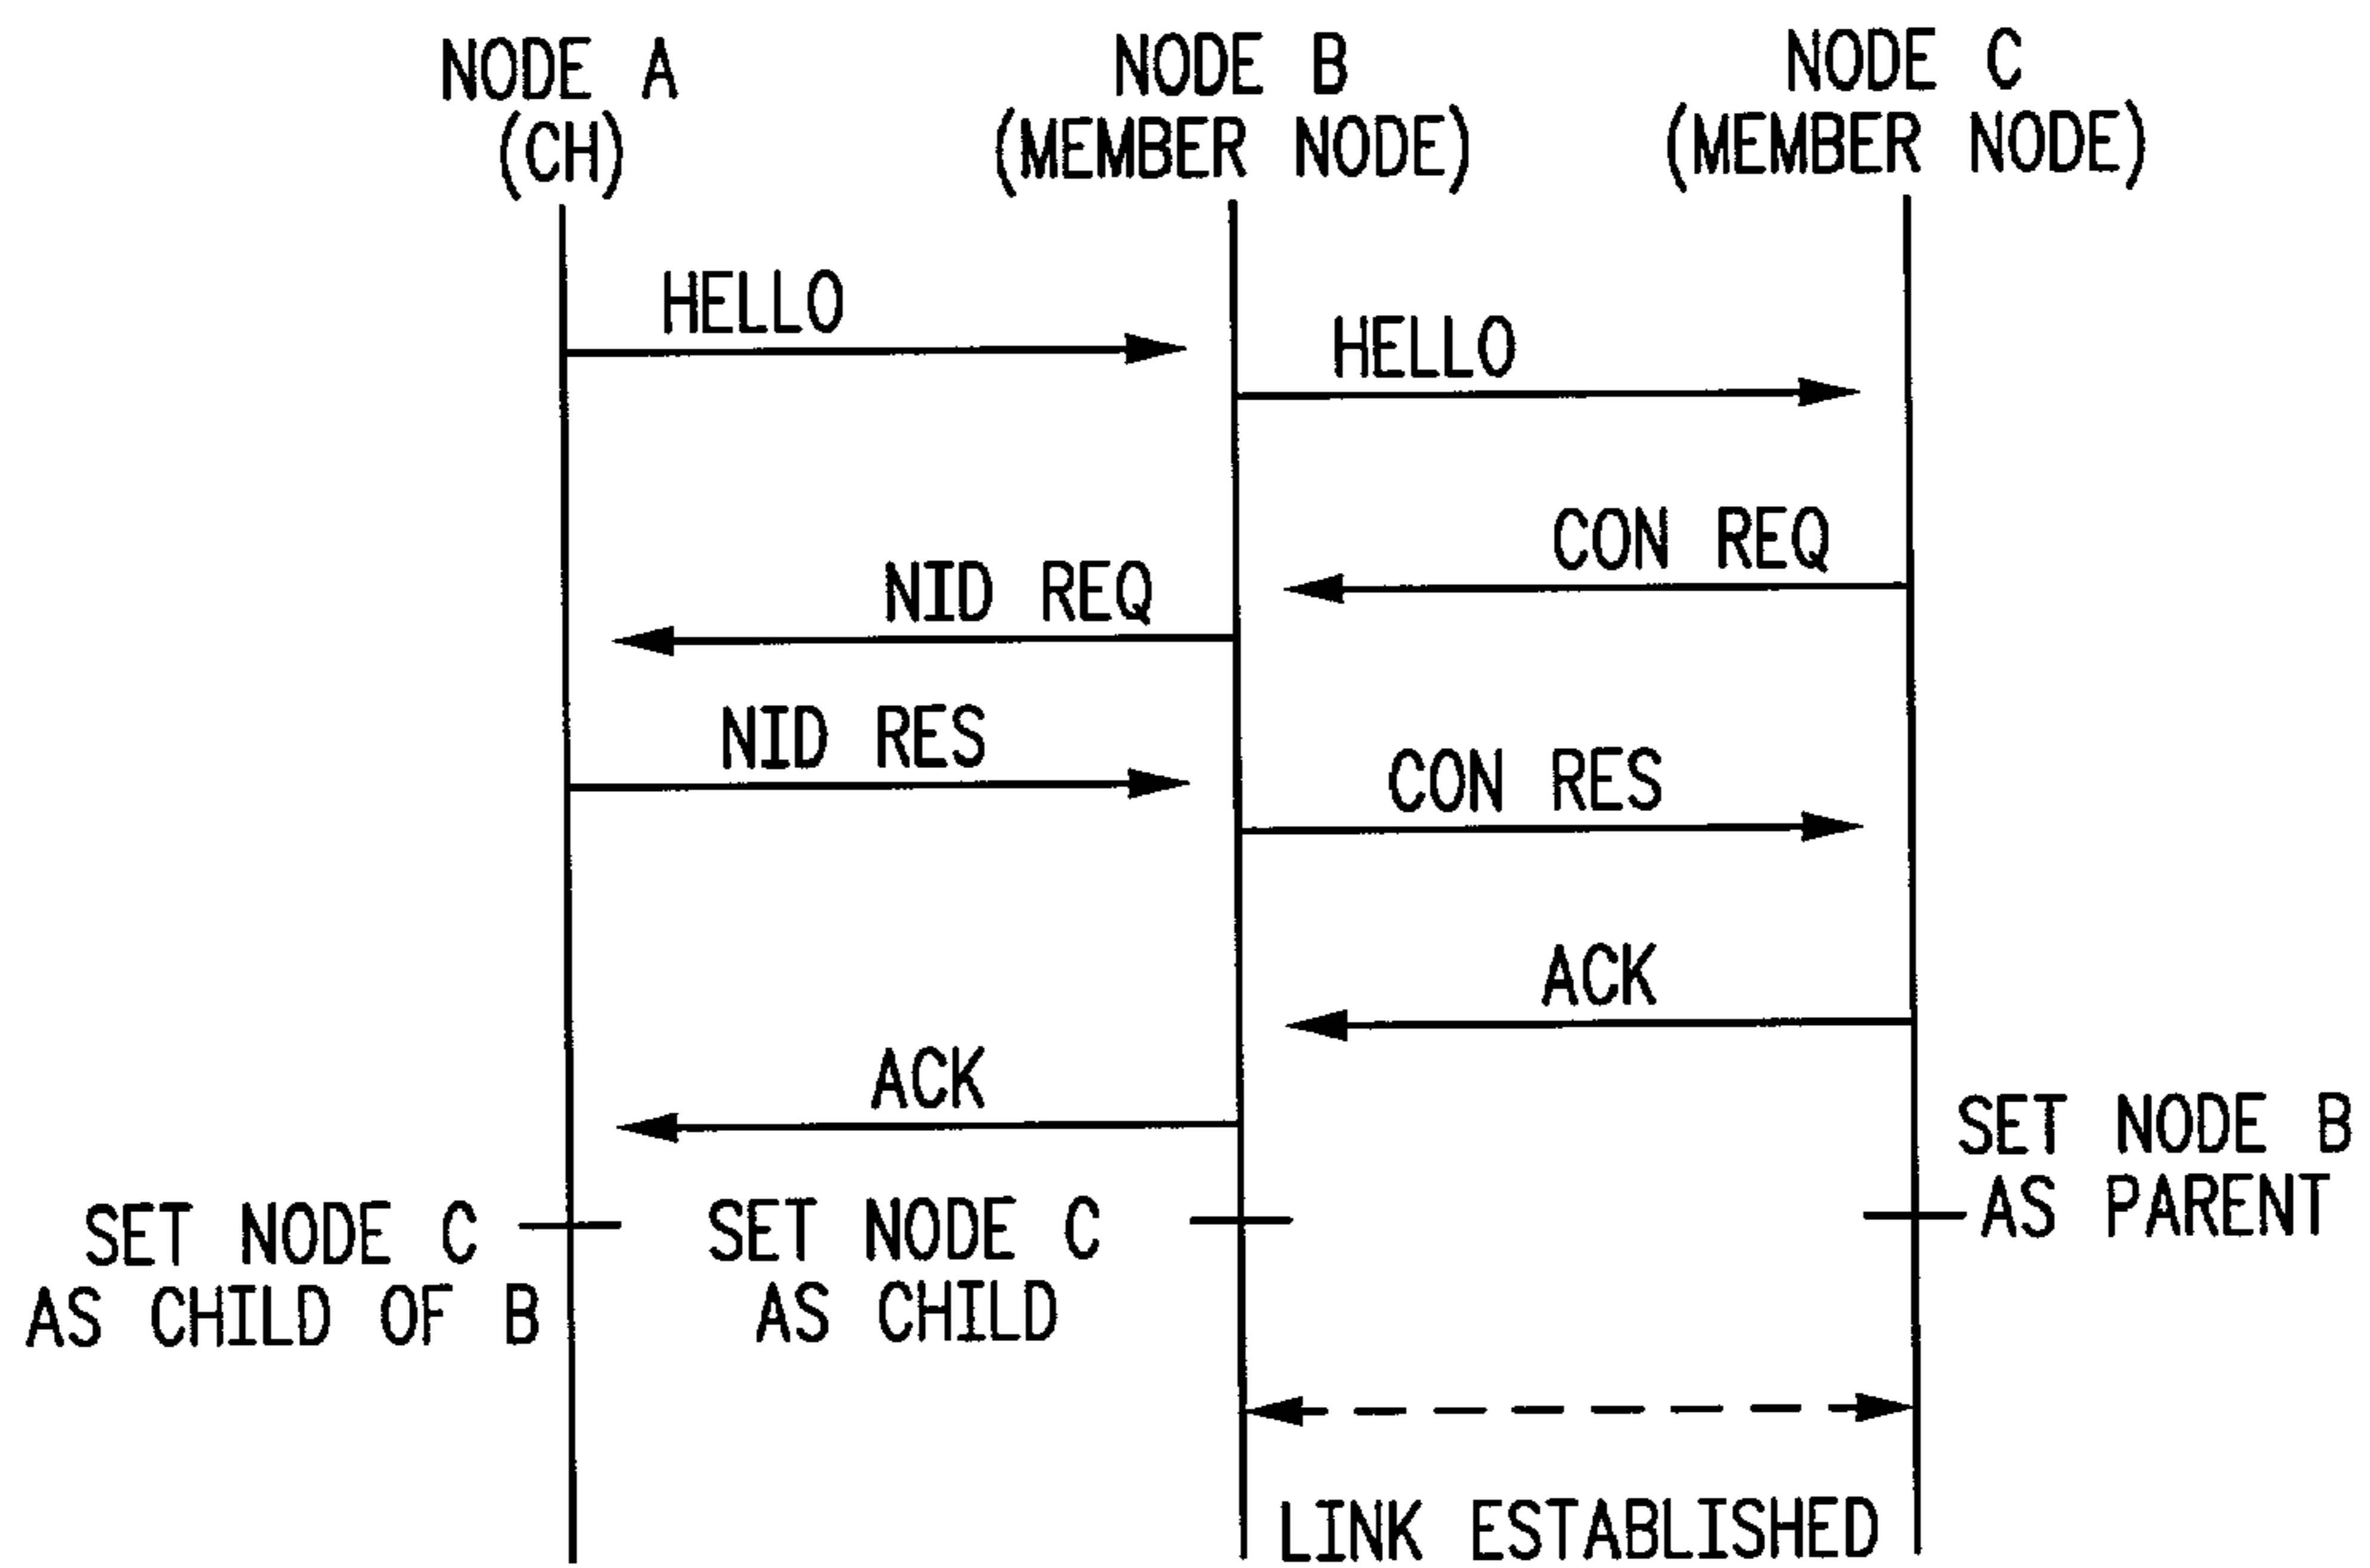 NODE A
(CH)
NODE B
(MEMBER NODE)
NODE C
(MEMBER NODE)
HELLO
HELLO
CON REQ
NID REQ
NID RES
CON RES
ACK
ACK
SET NODE B
AS PARENT
SET NODE C
AS CHILD OF B
SET NODE C
AS CHILD
LINK ESTABLISHED